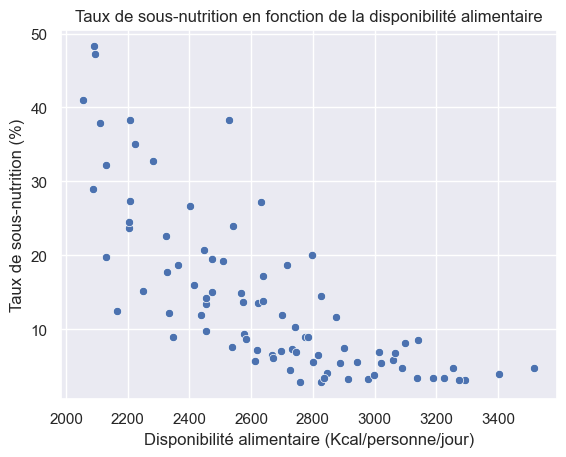 Taux de sous-nutrition en fonction de la disponibilité alimentaire
50
40
30
20
10
Taux de sous-nutrition (%)
2000 2200 2400 2600 2800 3000 3200 3400
Disponibilité alimentaire (Kcal/personne/jour)